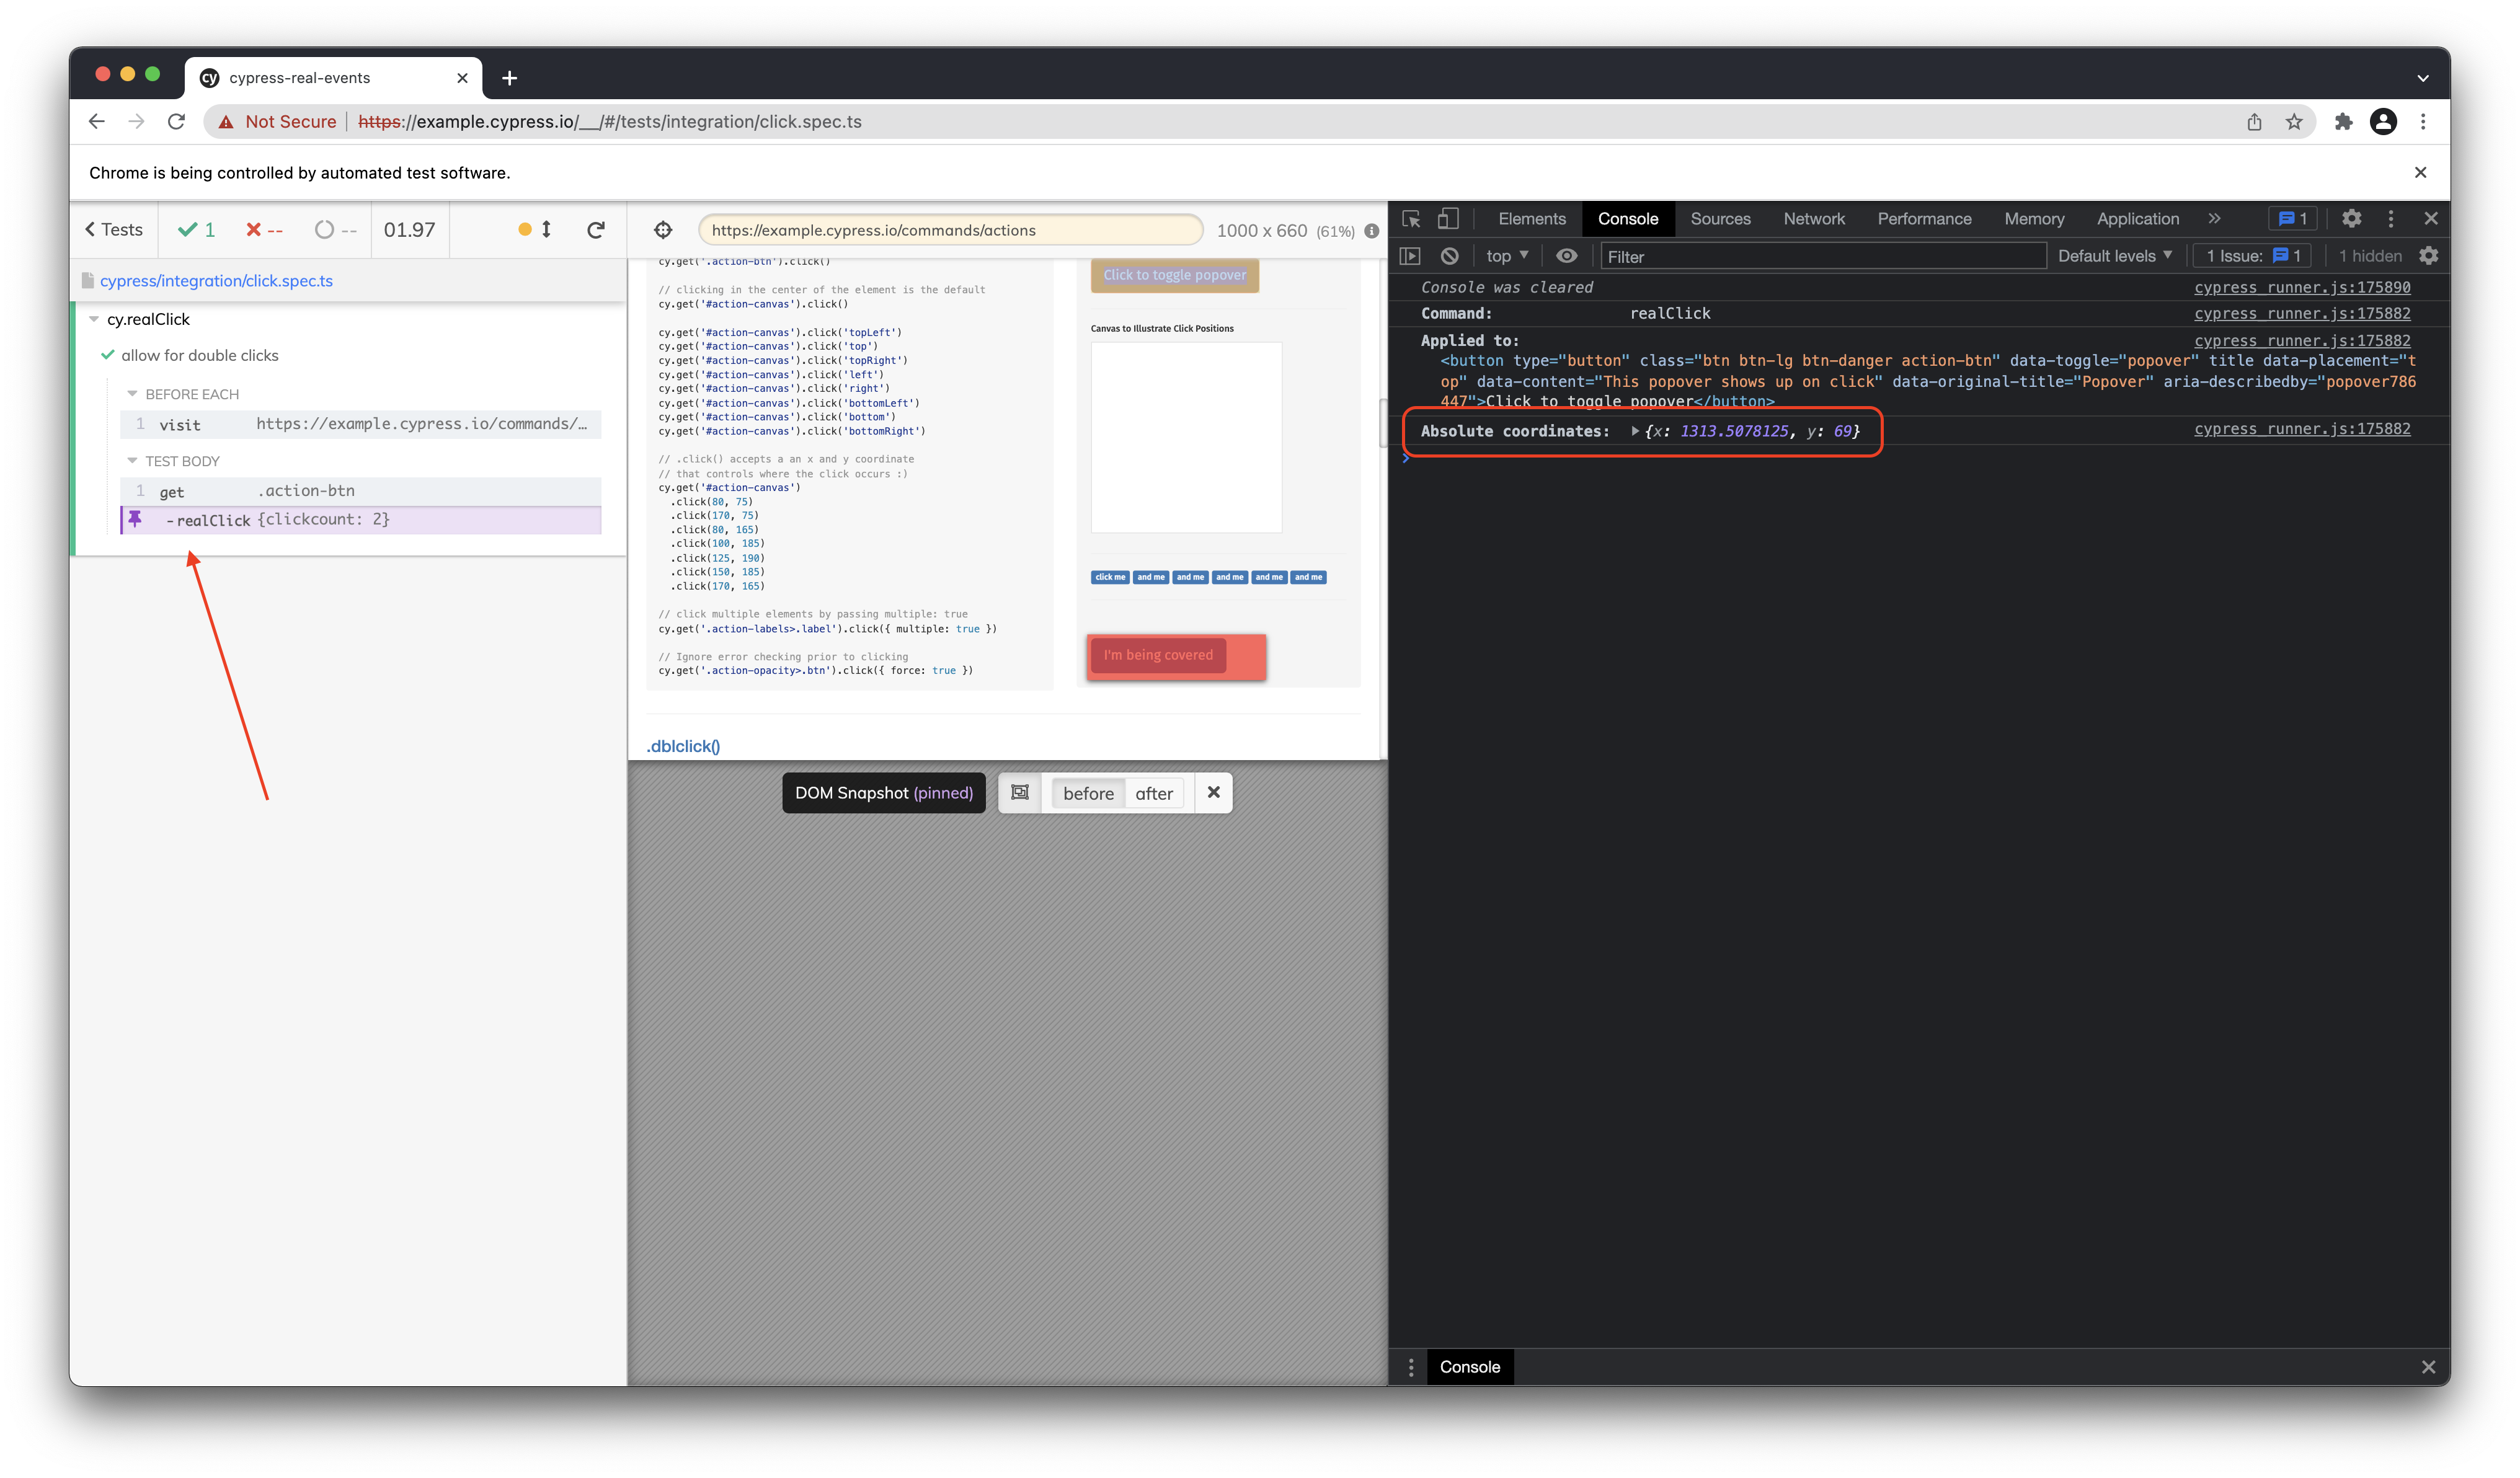 cypress-real-events
Not Secure
https://example.cypress.io/__/#/tests/integration/click.spec.ts
Chrome is being controlled by automated test software.
Tests
1
--
--
01.97
https://example.cypress.io/commands/actions
1000 x 660 (61%)
cypress/integration/click.spec.ts
cy.realClick
allow for double clicks
BEFORE EACH
1 visit https://example.cypress.io/commands/…
TEST BODY
1 get .action-btn
-realClick {clickcount: 2}
cy.get('.action-btn').click()
// clicking in the center of the element is the default
cy.get('#action-canvas').click()
cy.get('#action-canvas').click('topLeft')
cy.get('#action-canvas').click('top')
cy.get('#action-canvas').click('topRight')
cy.get('#action-canvas').click('left')
cy.get('#action-canvas').click('right')
cy.get('#action-canvas').click('bottomLeft')
cy.get('#action-canvas').click('bottom')
cy.get('#action-canvas').click('bottomRight')
// .click() accepts a an x and y coordinate
// that controls where the click occurs :)
cy.get('#action-canvas')
.click(80, 75)
.click(170, 75)
.click(80, 165)
.click(100, 185)
.click(125, 190)
.click(150, 185)
.click(170, 165)
// click multiple elements by passing multiple: true
cy.get('.action-labels>.label').click({ multiple: true })
// Ignore error checking prior to clicking
cy.get('.action-opacity>.btn').click({ force: true })
Click to toggle popover
Canvas to Illustrate Click Positions
click me and me and me and me and me and me
I'm being covered
.dblclick()
DOM Snapshot (pinned)
before after
Elements Console Sources Network Performance Memory Application
1
top
Filter
Default levels
1 Issue: 1
1 hidden
Console was cleared cypress_runner.js:175890
Command: realClick cypress_runner.js:175882
Applied to: cypress_runner.js:175882
<button type="button" class="btn btn-lg btn-danger action-btn" data-toggle="popover" title data-placement="t
op" data-content="This popover shows up on click" data-original-title="Popover" aria-describedby="popover786
447">Click to toggle popover</button>
Absolute coordinates: {x: 1313.5078125, y: 69} cypress_runner.js:175882
Console